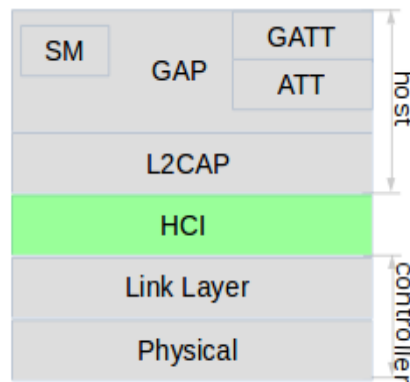 SM
GAP
GATT
ATT
host
L2CAP
HCI
Link Layer
controller
Physical